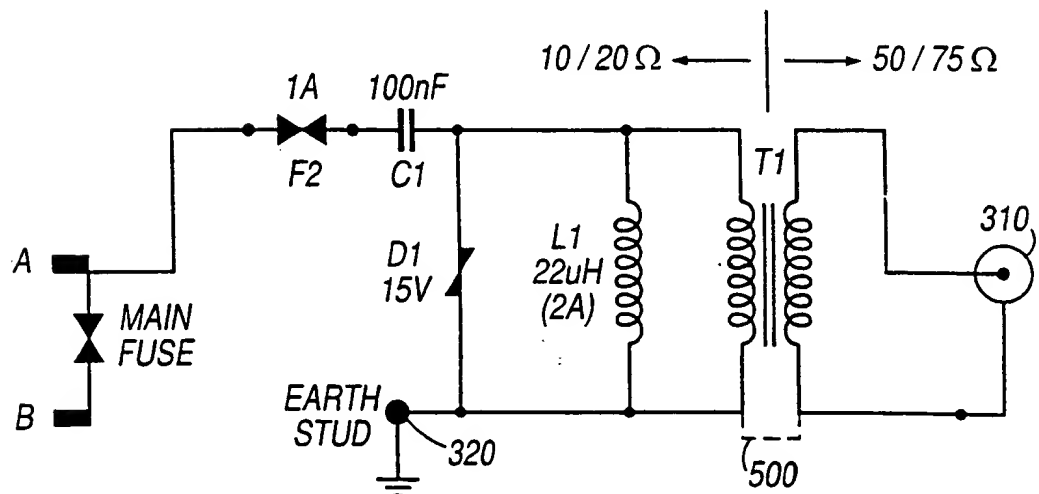 10 / 20 Ω
50 / 75 Ω
1A
100nF
F2
C1
T1
310
A
D1
15V
L1
22uH
(2A)
MAIN
FUSE
B
EARTH
STUD
320
500